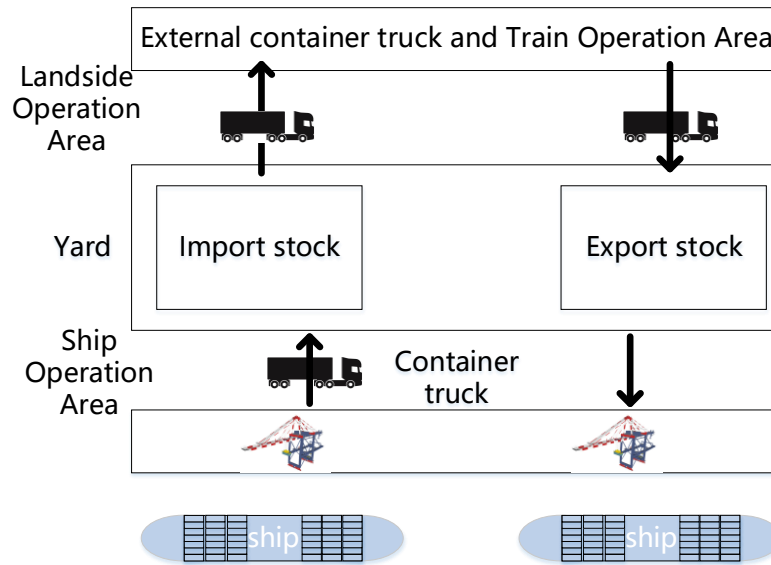 External container truck and Train Operation Area
Landside
Operation
Area
Yard
Import stock
Export stock
Ship
Operation
Area
Container
truck
ship
ship